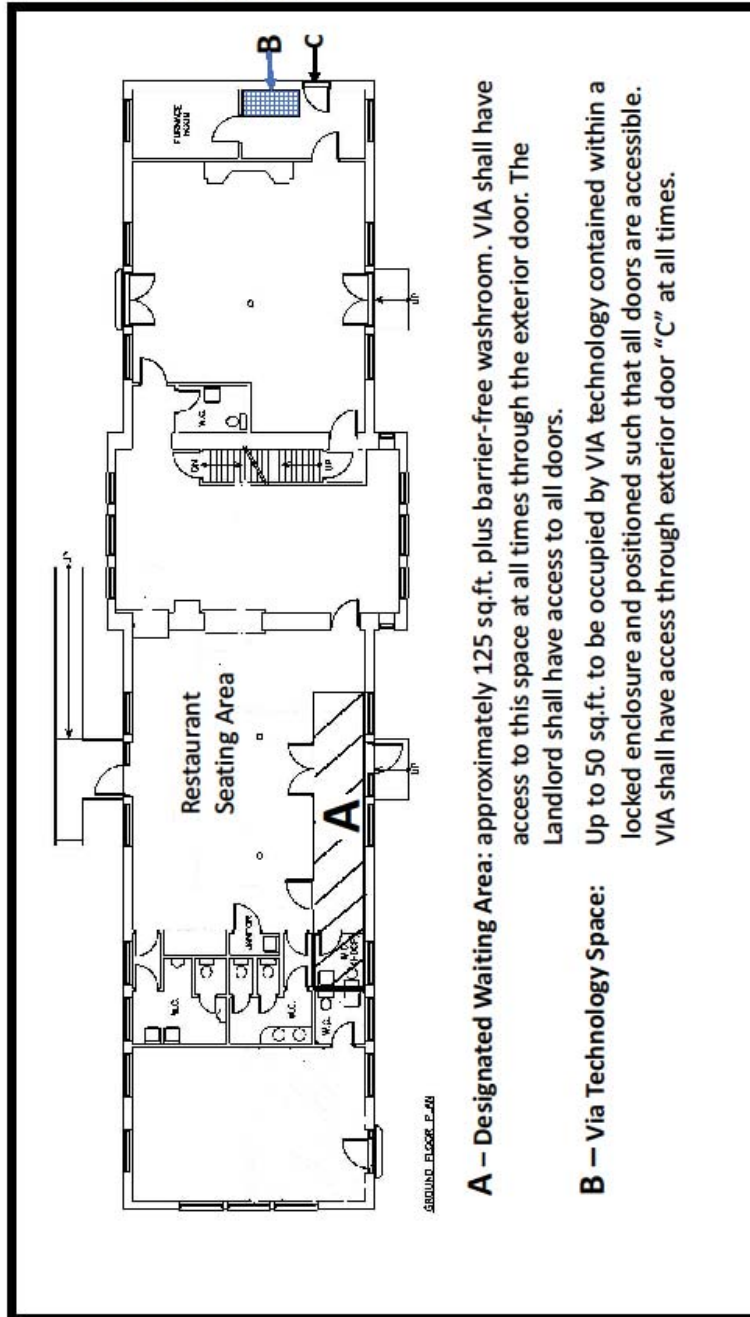 B
C
FURNACE
ROOM
UP
W.C.
DN
UP
UP
Restaurant
Seating Area
A
UP
JANITOR
W.C.
W.C.
W.C.
W.C.
GROUND FLOOR PLAN
A – Designated Waiting Area: approximately 125 sq.ft. plus barrier-free washroom. VIA shall have
access to this space at all times through the exterior door. The
Landlord shall have access to all doors.
B – Via Technology Space: Up to 50 sq.ft. to be occupied by VIA technology contained within a
locked enclosure and positioned such that all doors are accessible.
VIA shall have access through exterior door “C” at all times.